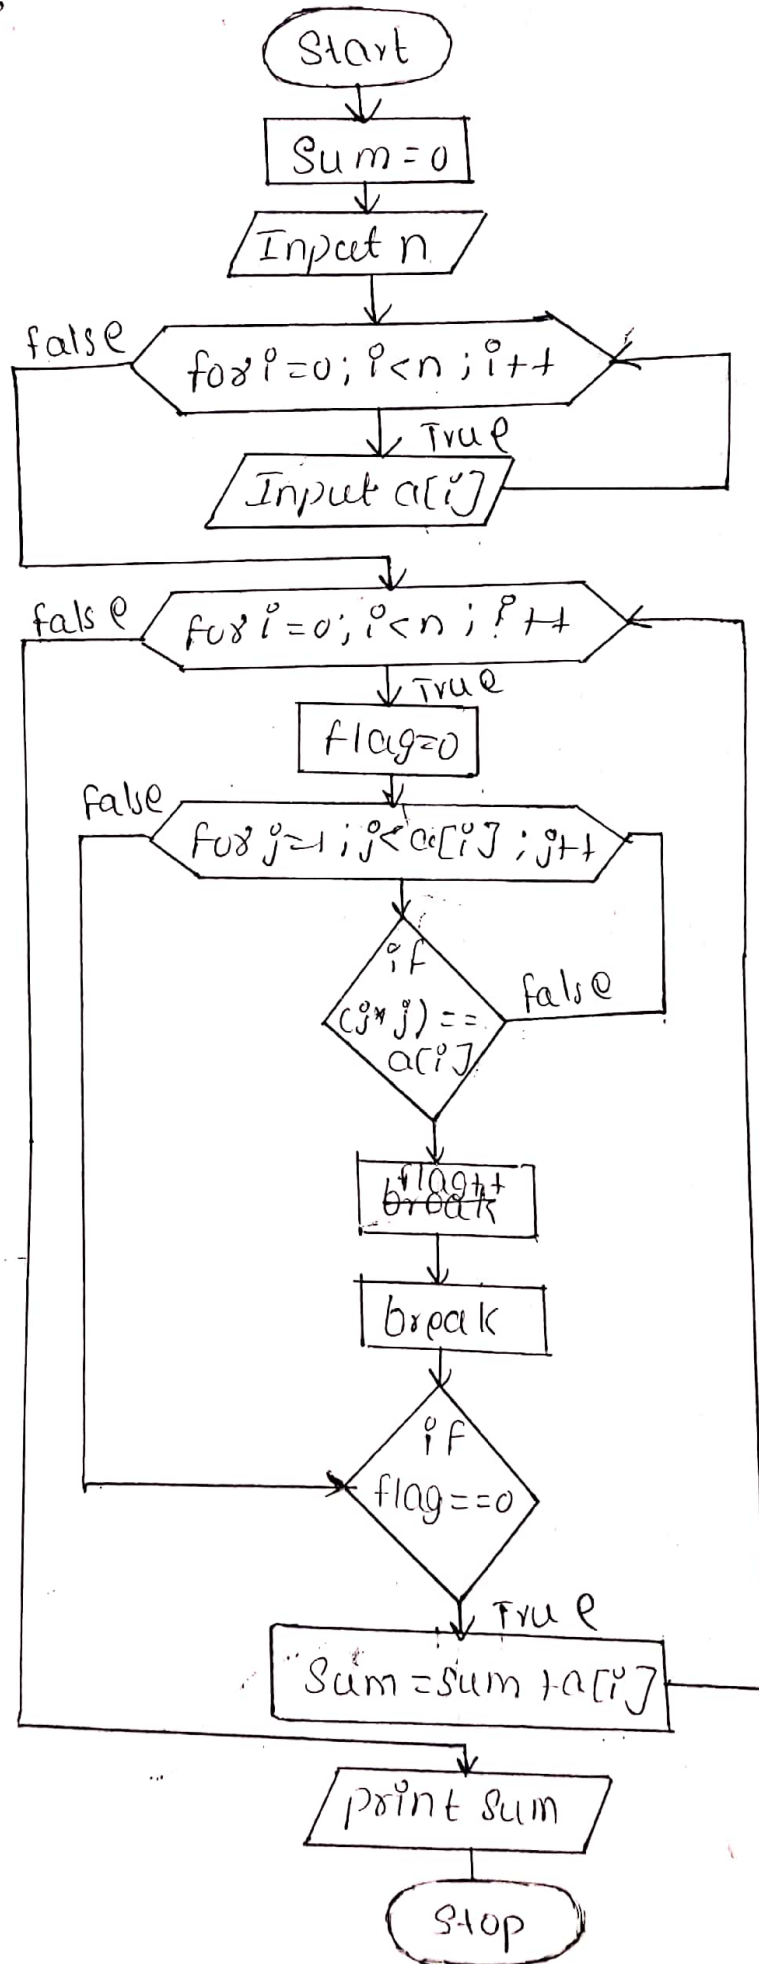 Start
Sum=0
Input n
false
for i=0; i<n; i++
True
Input a[i]
false
for i=0; i<n; i++
True
flag=0
false
for j=1; j<a[i]; j++
if
(j*j)==
a[i]
false
flag++
break
break
if
flag==0
True
Sum=sum+a[i]
print sum
Stop